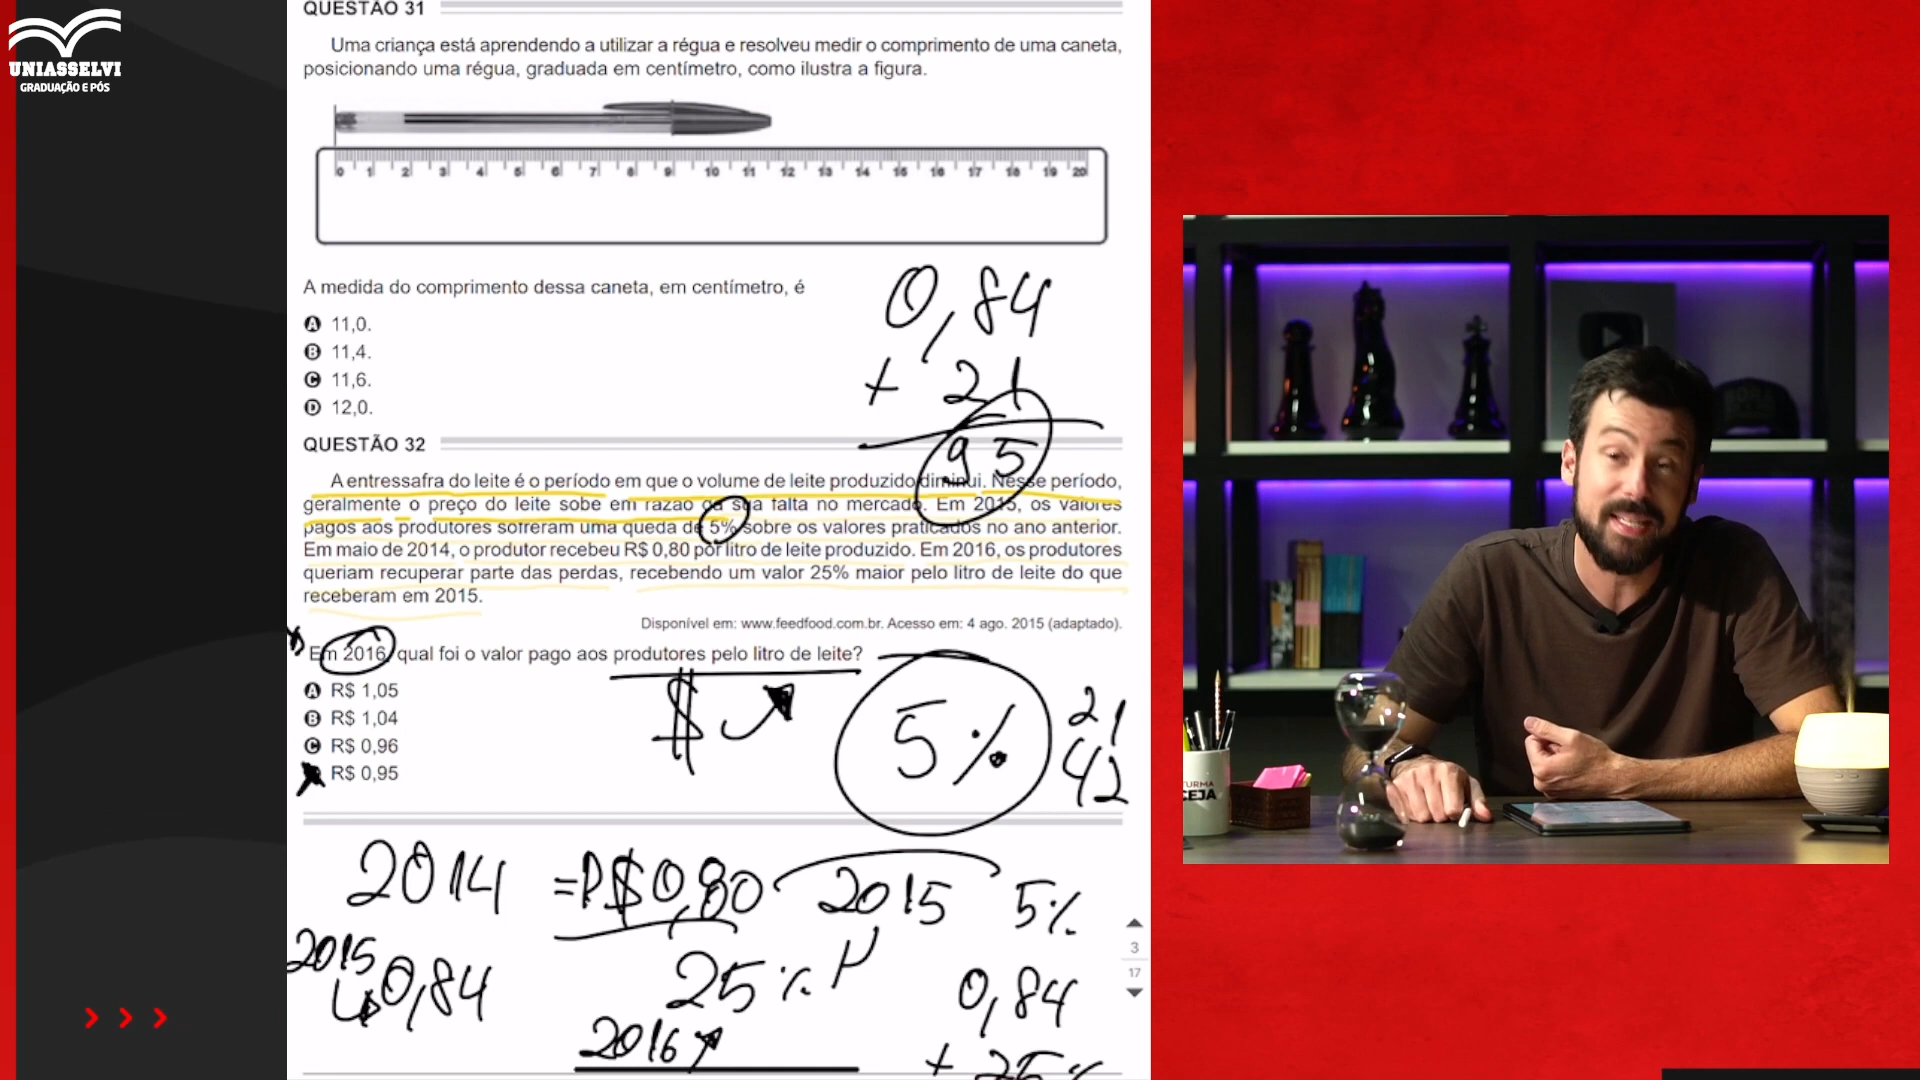 UNIASSELVI
GRADUAÇÃO E PÓS
QUESTÃO 31
Uma criança está aprendendo a utilizar a régua e resolveu medir o comprimento de uma caneta,
posicionando uma régua, graduada em centímetro, como ilustra a figura.
0 1 2 3 4 5 6 7 8 9 10 11 12 13 14 15 16 17 18 19 20
A medida do comprimento dessa caneta, em centímetro, é
A 11,0.
B 11,4.
C 11,6.
D 12,0.
0,84
+ 21
95
QUESTÃO 32
A entressafra do leite é o período em que o volume de leite produzido diminui. Nesse período,
geralmente o preço do leite sobe em razão da sua falta no mercado. Em 2015, os valores
pagos aos produtores sofreram uma queda de 5% sobre os valores praticados no ano anterior.
Em maio de 2014, o produtor recebeu R$ 0,80 por litro de leite produzido. Em 2016, os produtores
queriam recuperar parte das perdas, recebendo um valor 25% maior pelo litro de leite do que
receberam em 2015.
Disponível em: www.feedfood.com.br. Acesso em: 4 ago. 2015 (adaptado).
Em 2016, qual foi o valor pago aos produtores pelo litro de leite?
A R$ 1,05
B R$ 1,04
C R$ 0,96
R$ 0,95
$
5%
21
42
2014 =R$0,80 2015 5%
2015
0,84
25%
2016
0,84
+ 25%
3
17
TURMA
CEJA